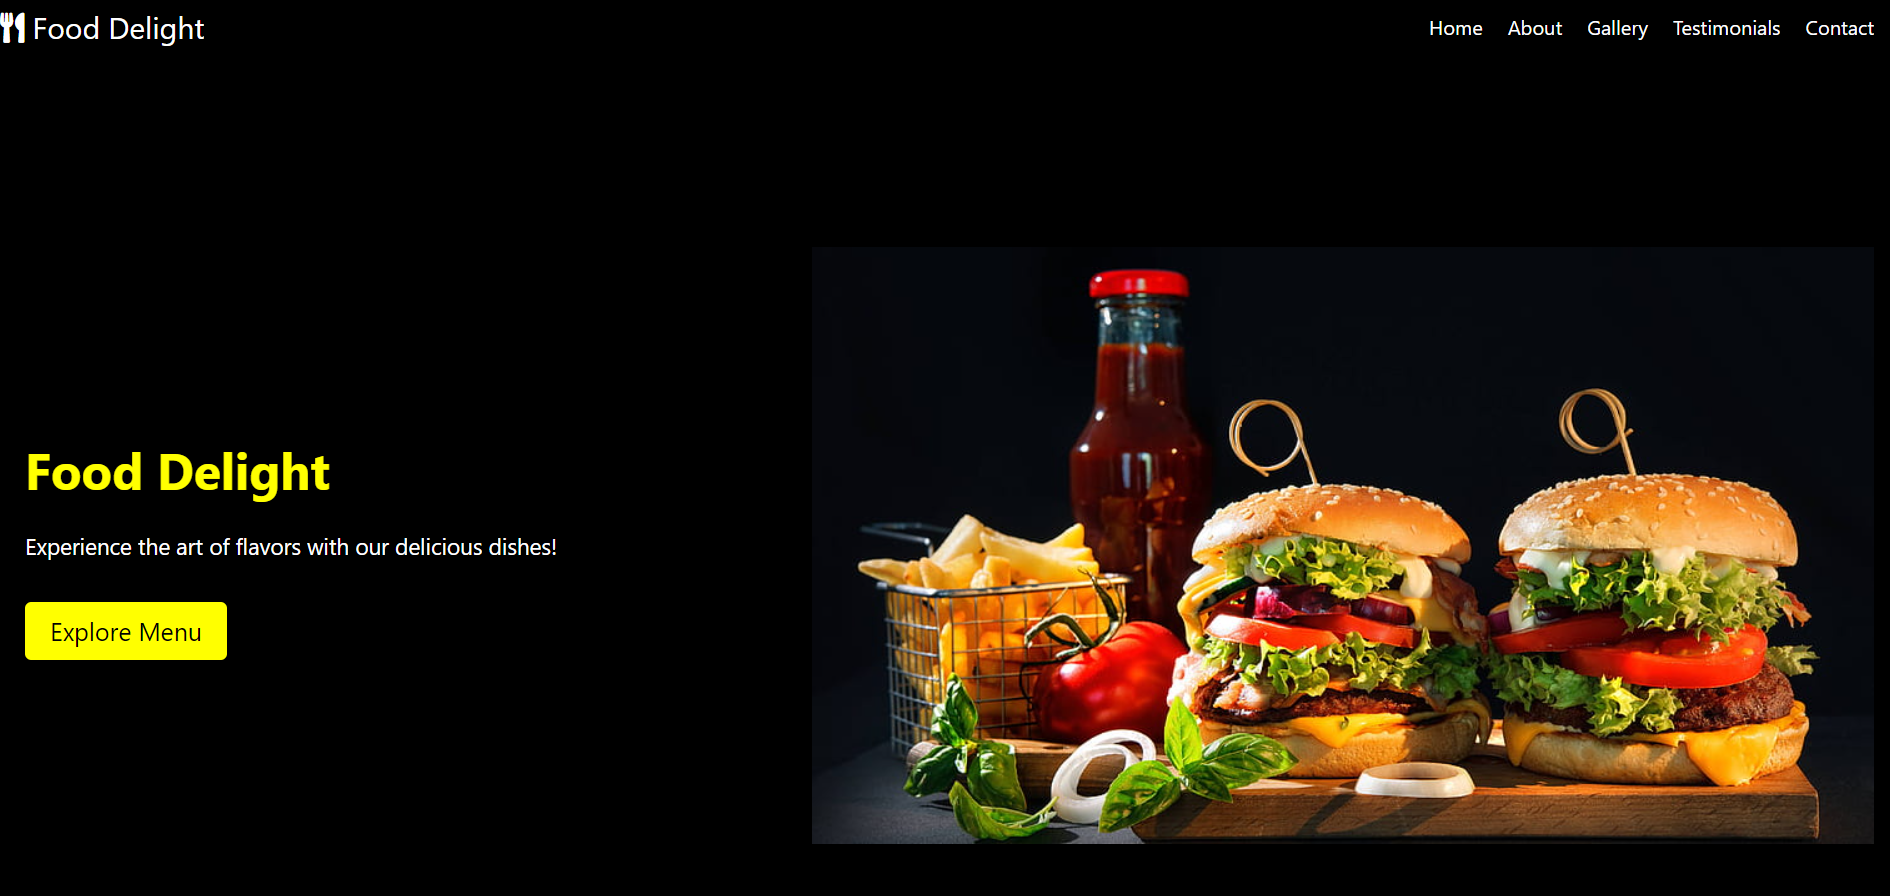 Food Delight
Home About Gallery Testimonials Contact
Food Delight
Experience the art of flavors with our delicious dishes!
Explore Menu